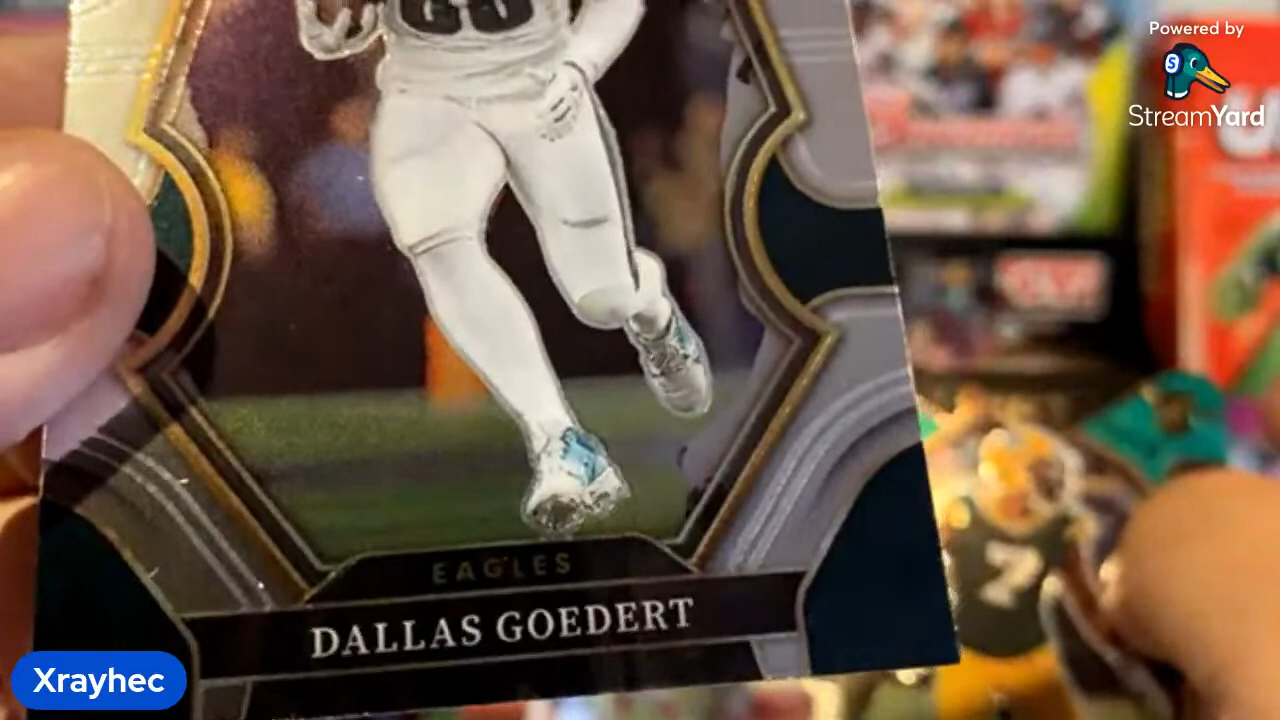 Powered by
StreamYard
EAGLES
DALLAS GOEDERT
Xrayhec